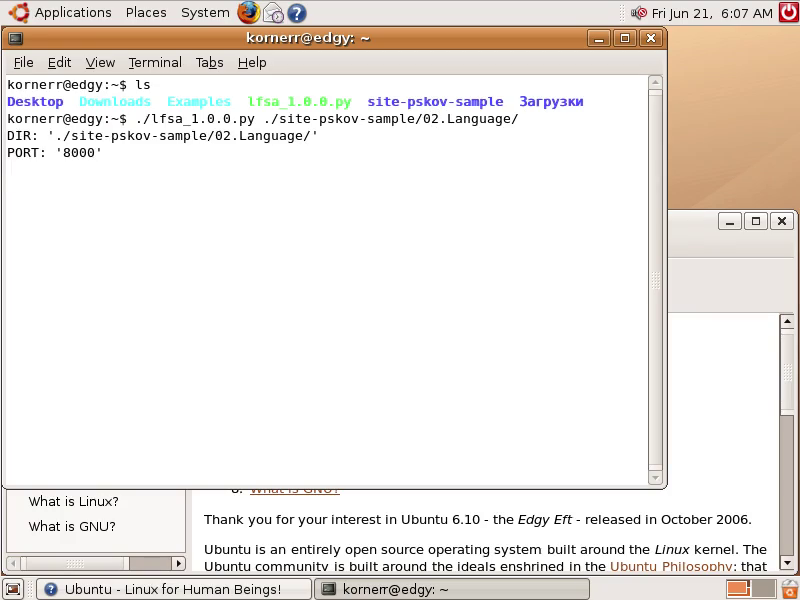 Applications Places System Fri Jun 21, 6:07 AM
kornerr@edgy: ~
File Edit View Terminal Tabs Help
kornerr@edgy:~$ ls
Desktop Downloads Examples lfsa_1.0.0.py site-pskov-sample Загрузки
kornerr@edgy:~$ ./lfsa_1.0.0.py ./site-pskov-sample/02.Language/
DIR: './site-pskov-sample/02.Language/'
PORT: '8000'
What is GNU?
What is Linux?
What is GNU?
Thank you for your interest in Ubuntu 6.10 - the Edgy Eft - released in October 2006.
Ubuntu is an entirely open source operating system built around the Linux kernel. The
Ubuntu community is built around the ideals enshrined in the Ubuntu Philosophy: that
Ubuntu - Linux for Human Beings! kornerr@edgy: ~